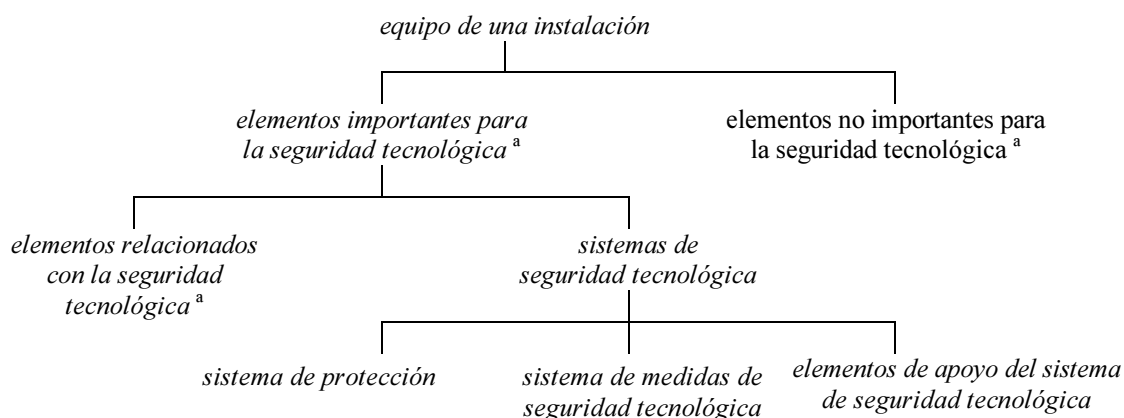 equipo de una instalación
elementos importantes para
la seguridad tecnológica ª
elementos no importantes para
la seguridad tecnológica ª
elementos relacionados
con la seguridad
tecnológica ª
sistemas de
seguridad tecnológica
sistema de protección
sistema de medidas de
seguridad tecnológica
elementos de apoyo del sistema
de seguridad tecnológica